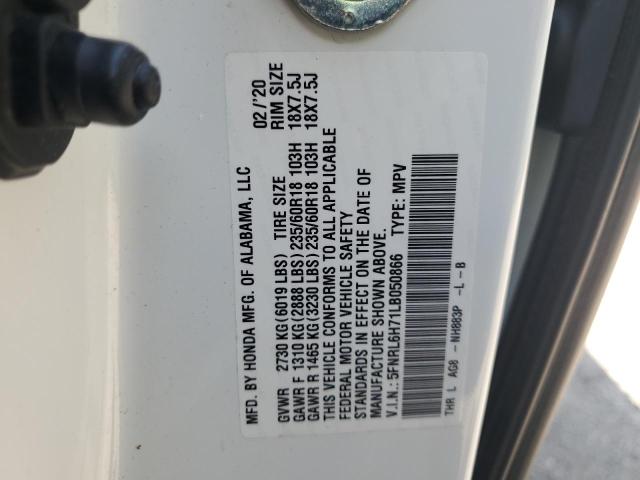 MFD. BY HONDA MFG. OF ALABAMA, LLC 02/'20
GVWR 2730 KG(6019 LBS) TIRE SIZE RIM SIZE
GAWR F 1310 KG(2888 LBS)235/60R18 103H 18X7.5J
GAWR R 1465 KG(3230 LBS)235/60R18 103H 18X7.5J
THIS VEHICLE CONFORMS TO ALL APPLICABLE
FEDERAL MOTOR VEHICLE SAFETY
STANDARDS IN EFFECT ON THE DATE OF
MANUFACTURE SHOWN ABOVE.
V.I.N.: 5FNRL6H71LB050866 TYPE: MPV
THR L AG8 - NH883P -L-B